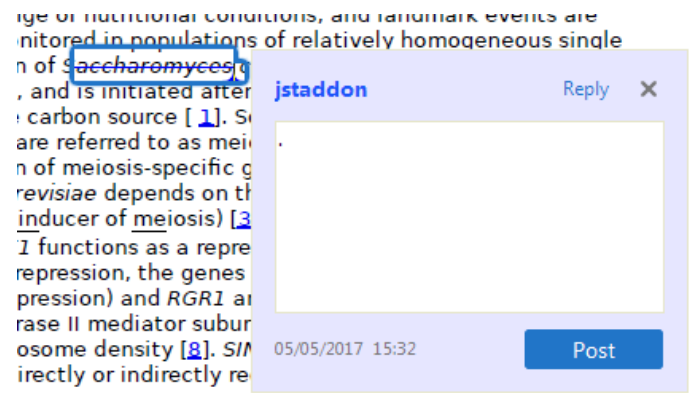 ige of nutritional conditions, and landmark events are
onitored in populations of relatively homogeneous single
n of Saccharomyces
, and is initiated after
carbon source [ 1]. S
are referred to as mei
n of meiosis-specific g
revisiae depends on th
inducer of meiosis) [3
1 functions as a repre
repression, the genes
pression) and RGR1 a
rase II mediator subur
osome density [8]. SIN
irectly or indirectly re
jstaddon Reply ✕
.
05/05/2017 15:32 Post